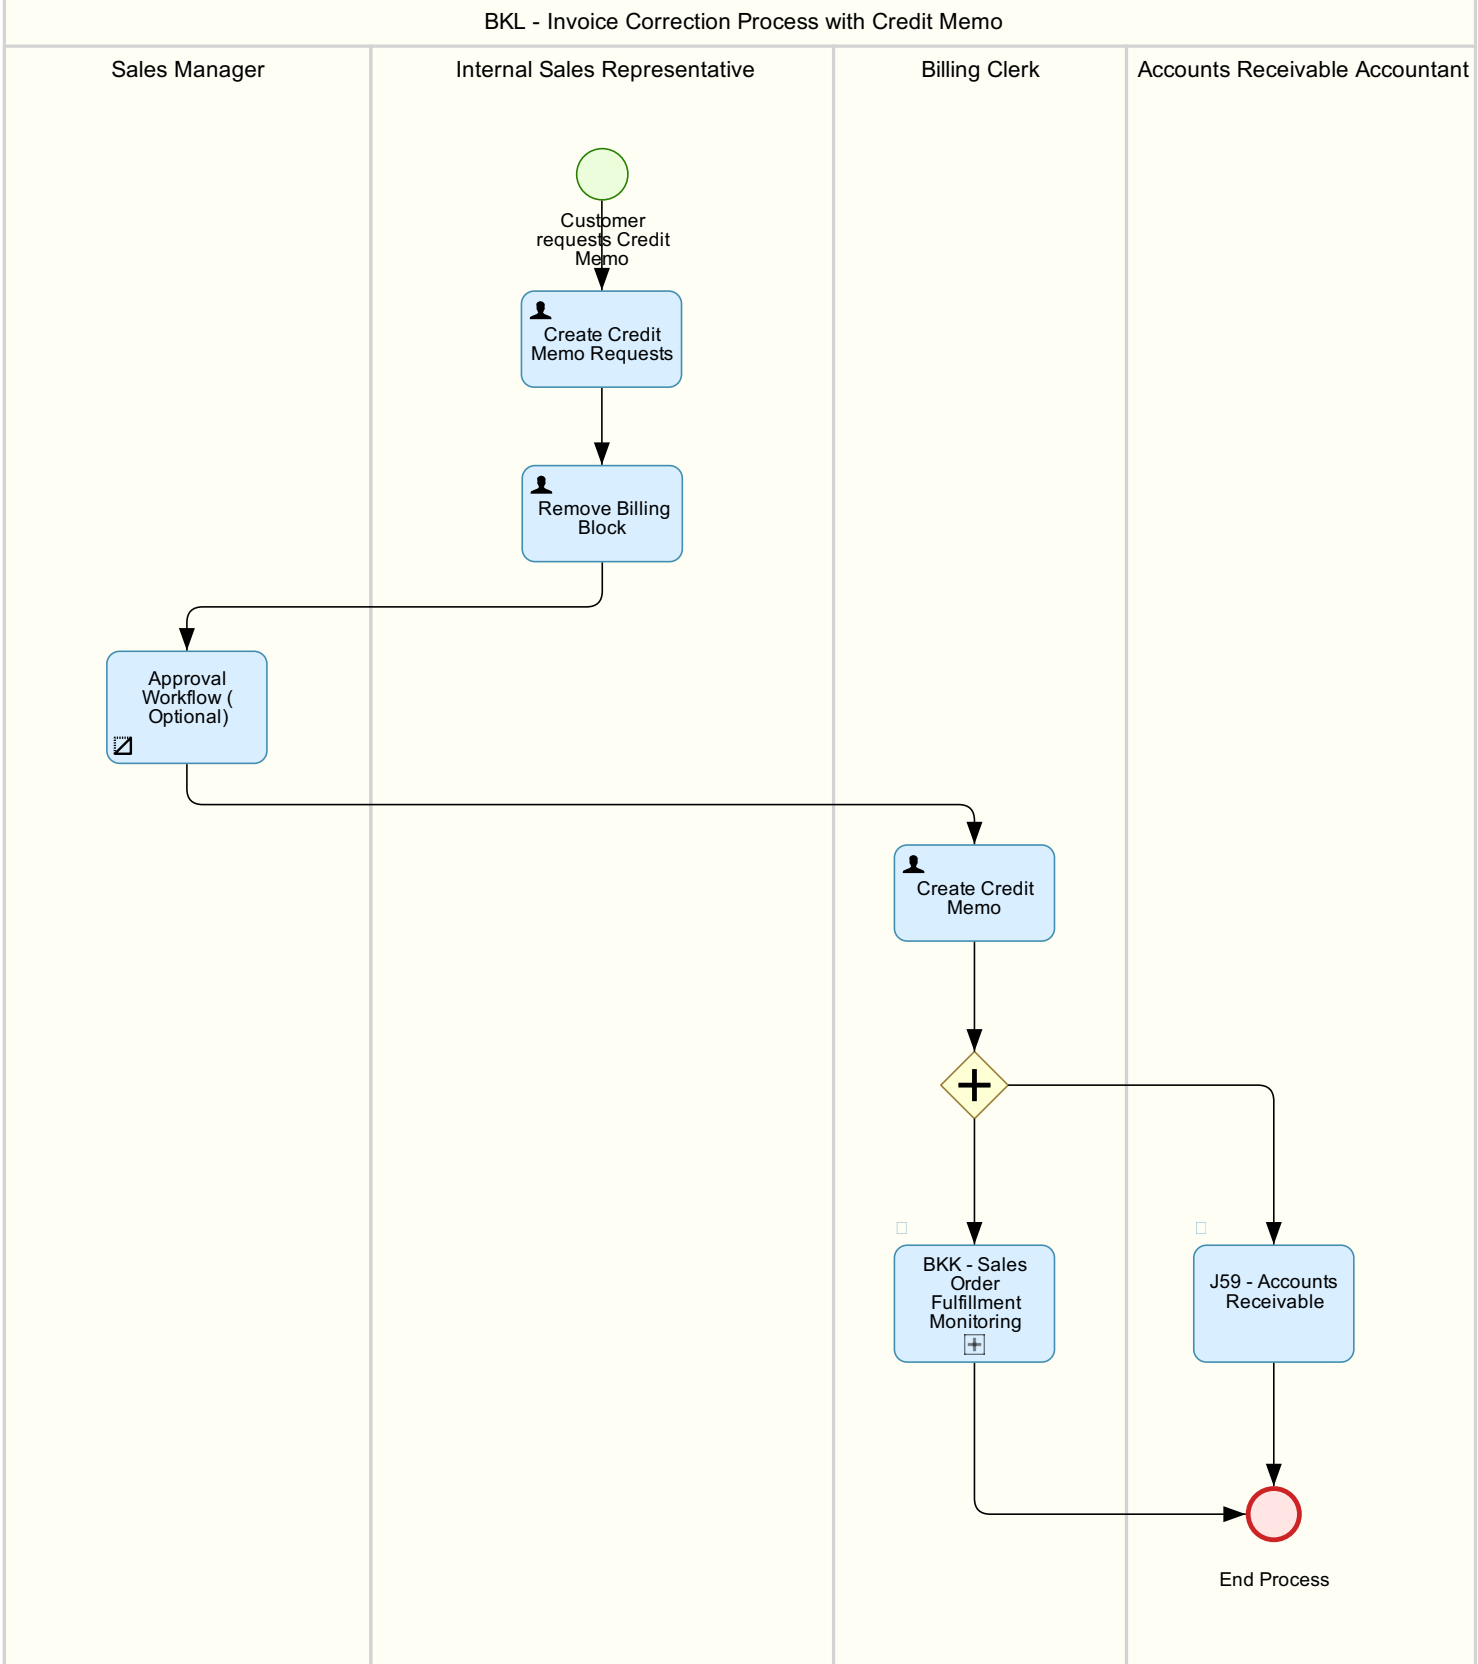 BKL - Invoice Correction Process with Credit Memo
Sales Manager
Internal Sales Representative
Billing Clerk
Accounts Receivable Accountant
Customer
requests Credit
Memo
Create Credit
Memo Requests
Remove Billing
Block
Approval
Workflow (
Optional)
Create Credit
Memo
BKK - Sales
Order
Fulfillment
Monitoring
J59 - Accounts
Receivable
End Process